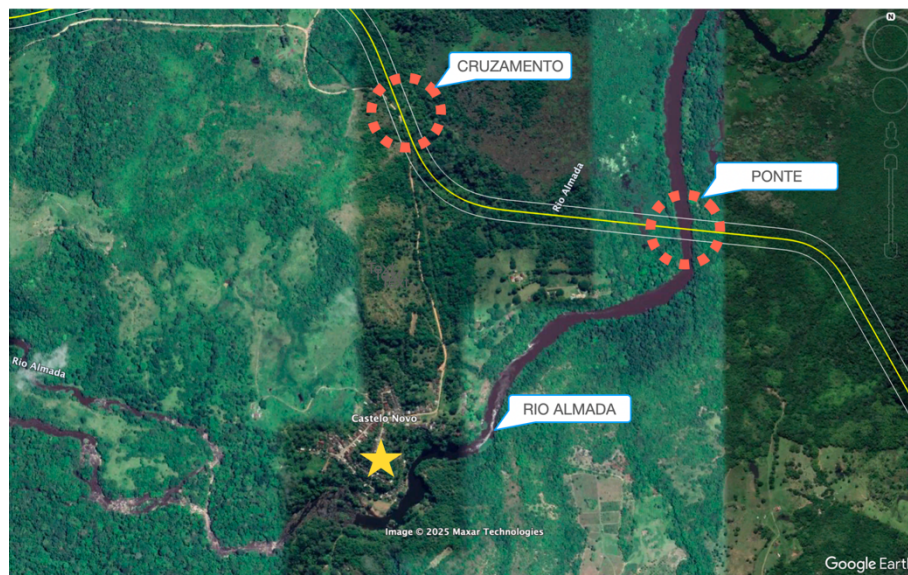 N
CRUZAMENTO
Rio Almada
PONTE
Rio Almada
Castelo Novo
RIO ALMADA
Image © 2025 Maxar Technologies
Google Earth